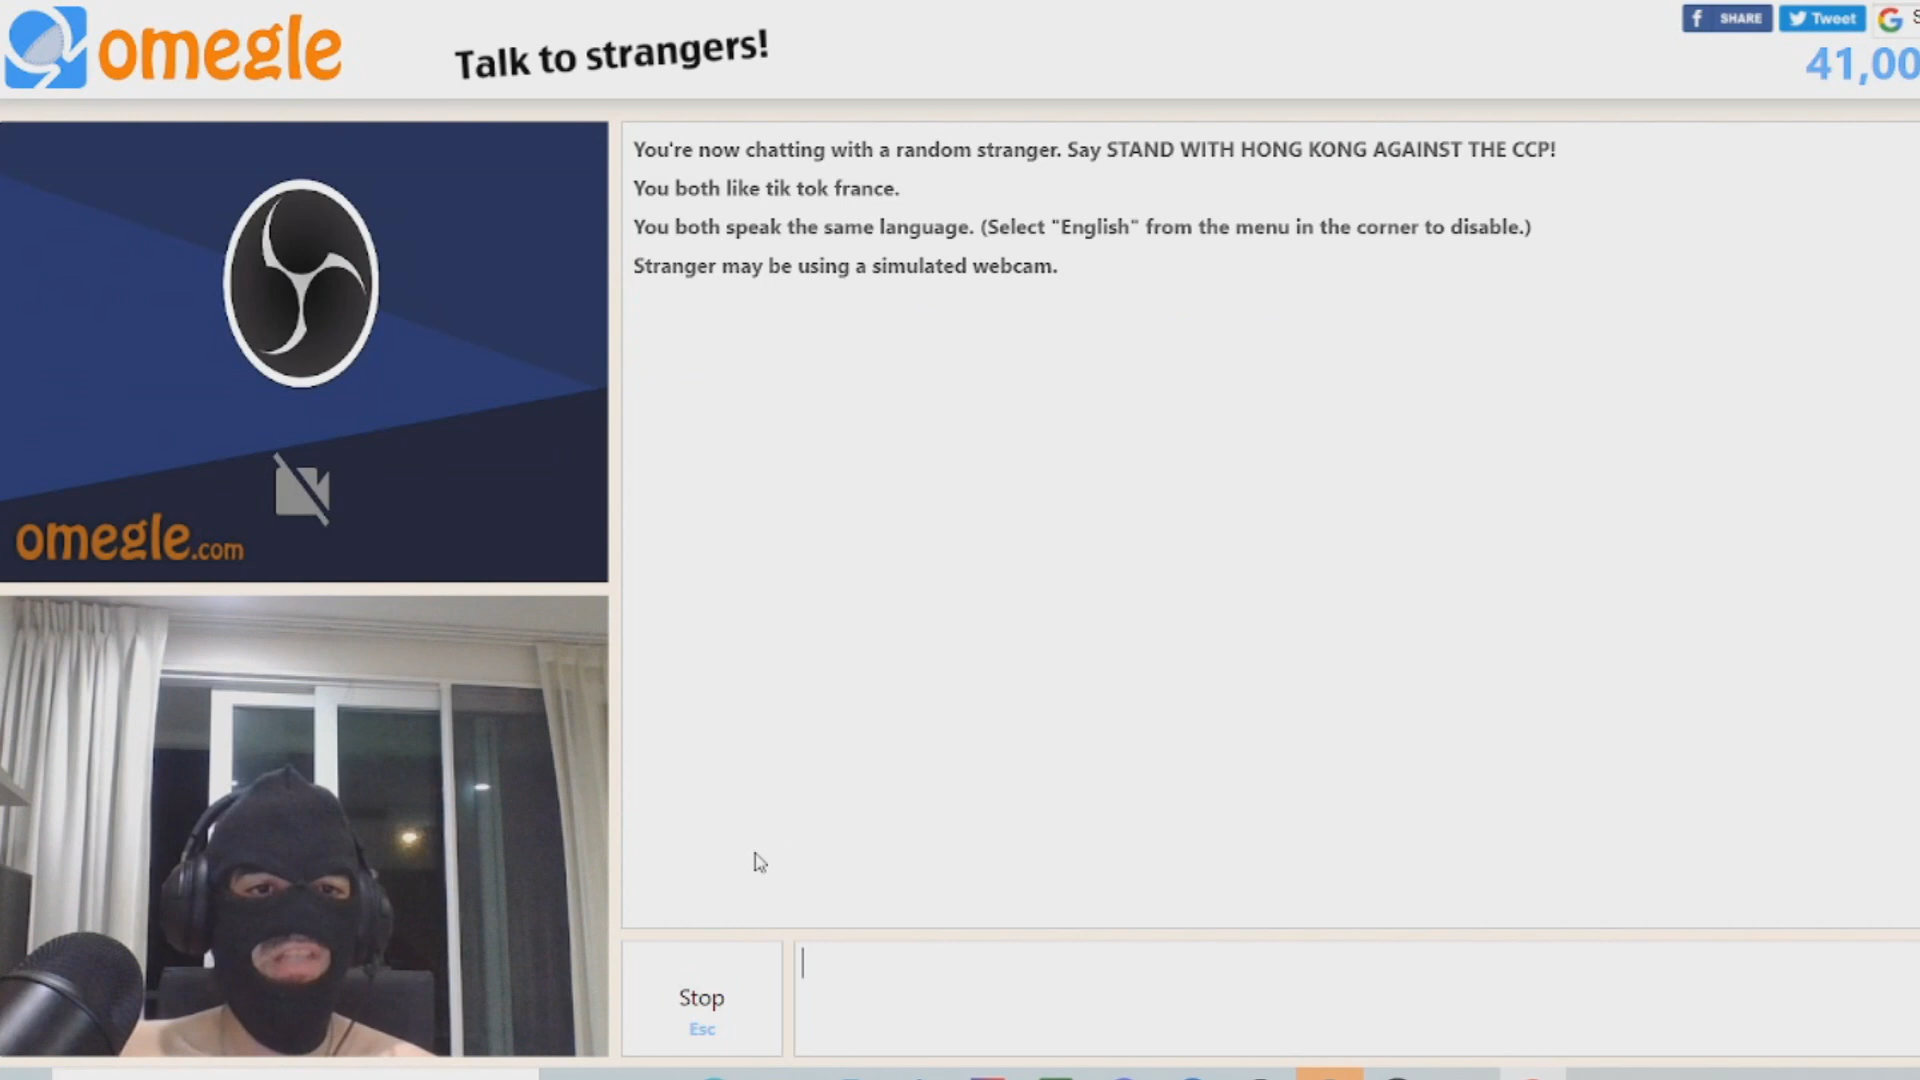 omegle
Talk to strangers!
SHARE
Tweet
41,00
You're now chatting with a random stranger. Say STAND WITH HONG KONG AGAINST THE CCP!
You both like tik tok france.
You both speak the same language. (Select "English" from the menu in the corner to disable.)
Stranger may be using a simulated webcam.
omegle.com
Stop
Esc